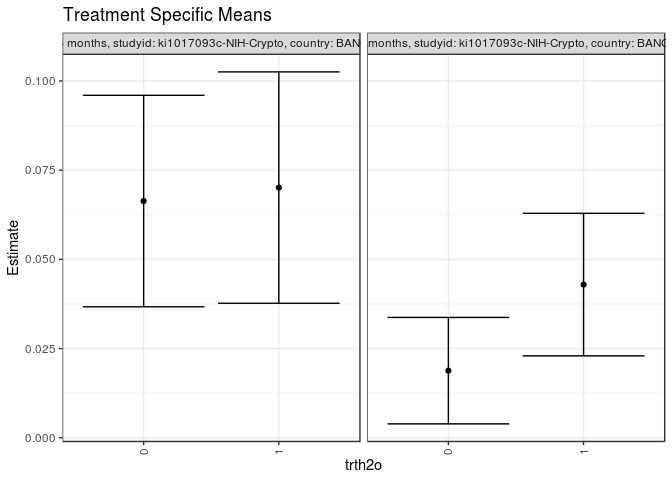 Treatment Specific Means
months, studyid: ki1017093c-NIH-Crypto, country: BAN
months, studyid: ki1017093c-NIH-Crypto, country: BANG
0.100
0.075
0.050
0.025
0.000
Estimate
0 1
0 1
trth2o